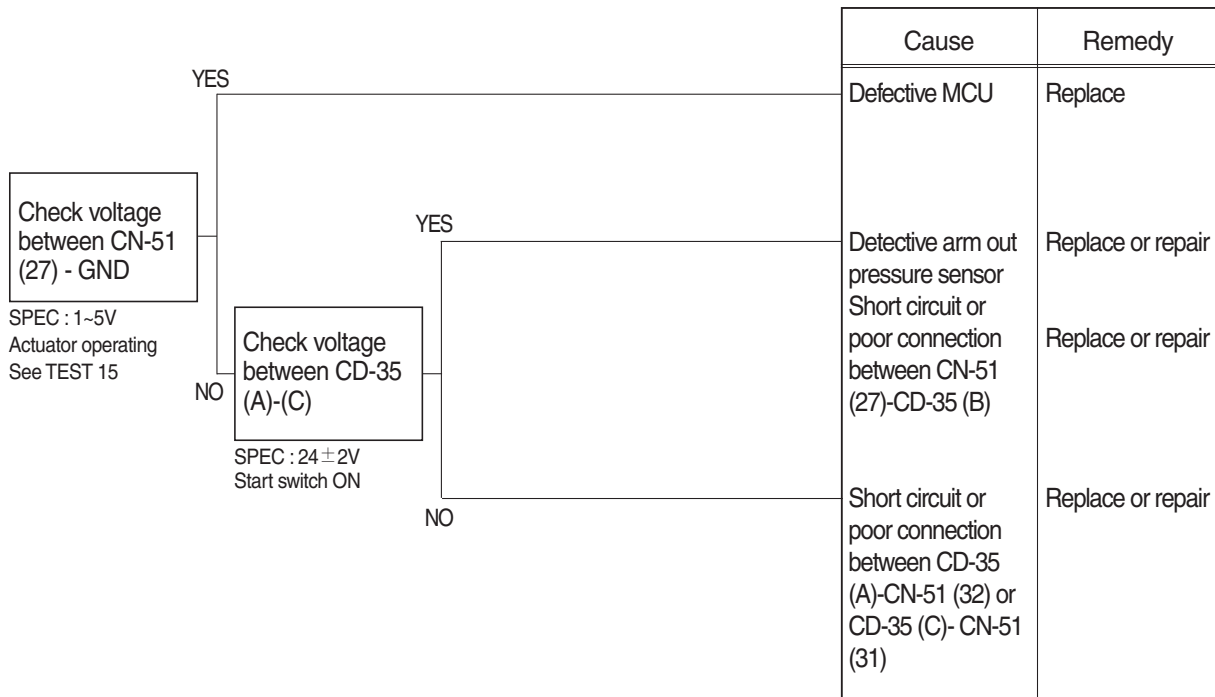 Cause
Remedy
YES
Defective MCU
Replace
Check voltage
between CN-51
(27) - GND
SPEC : 1~5V
Actuator operating
See TEST 15
YES
Detective arm out
pressure sensor
Replace or repair
Short circuit or
poor connection
between CN-51
(27)-CD-35 (B)
Replace or repair
NO
Check voltage
between CD-35
(A)-(C)
SPEC : 24±2V
Start switch ON
NO
Short circuit or
poor connection
between CD-35
(A)-CN-51 (32) or
CD-35 (C)- CN-51
(31)
Replace or repair